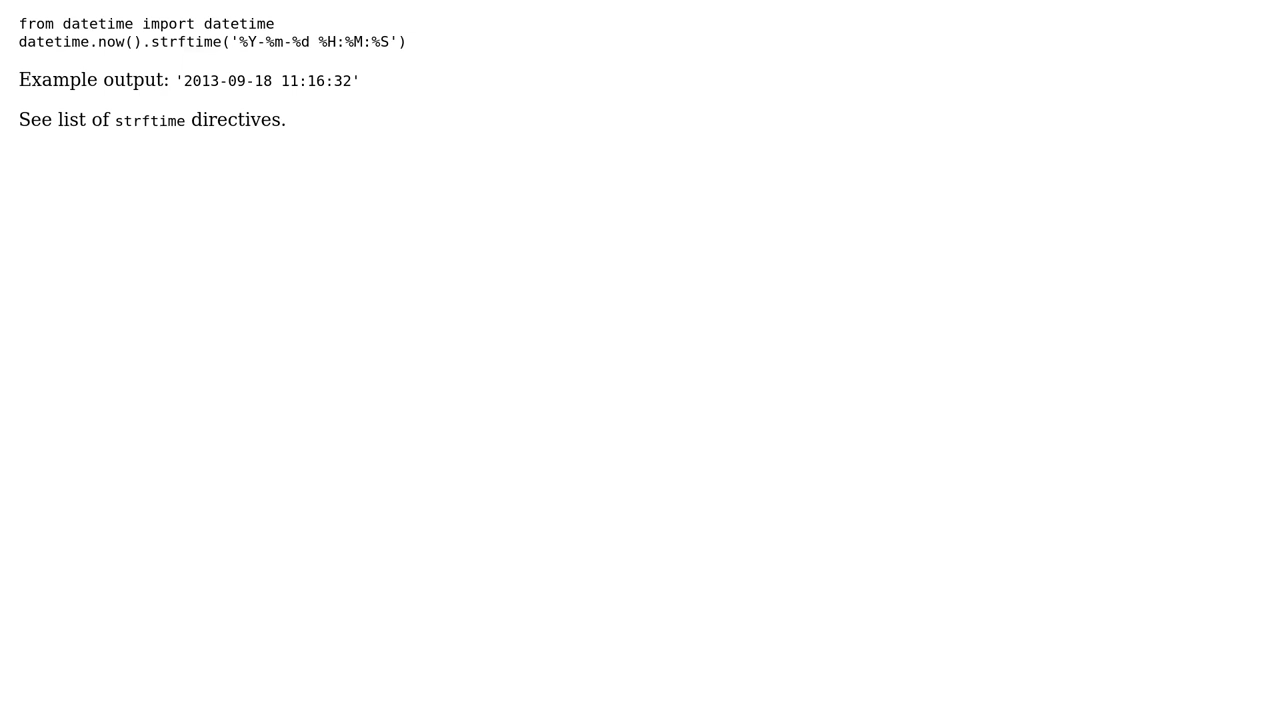 from datetime import datetime
datetime.now().strftime('%Y-%m-%d %H:%M:%S')
Example output: '2013-09-18 11:16:32'
See list of strftime directives.